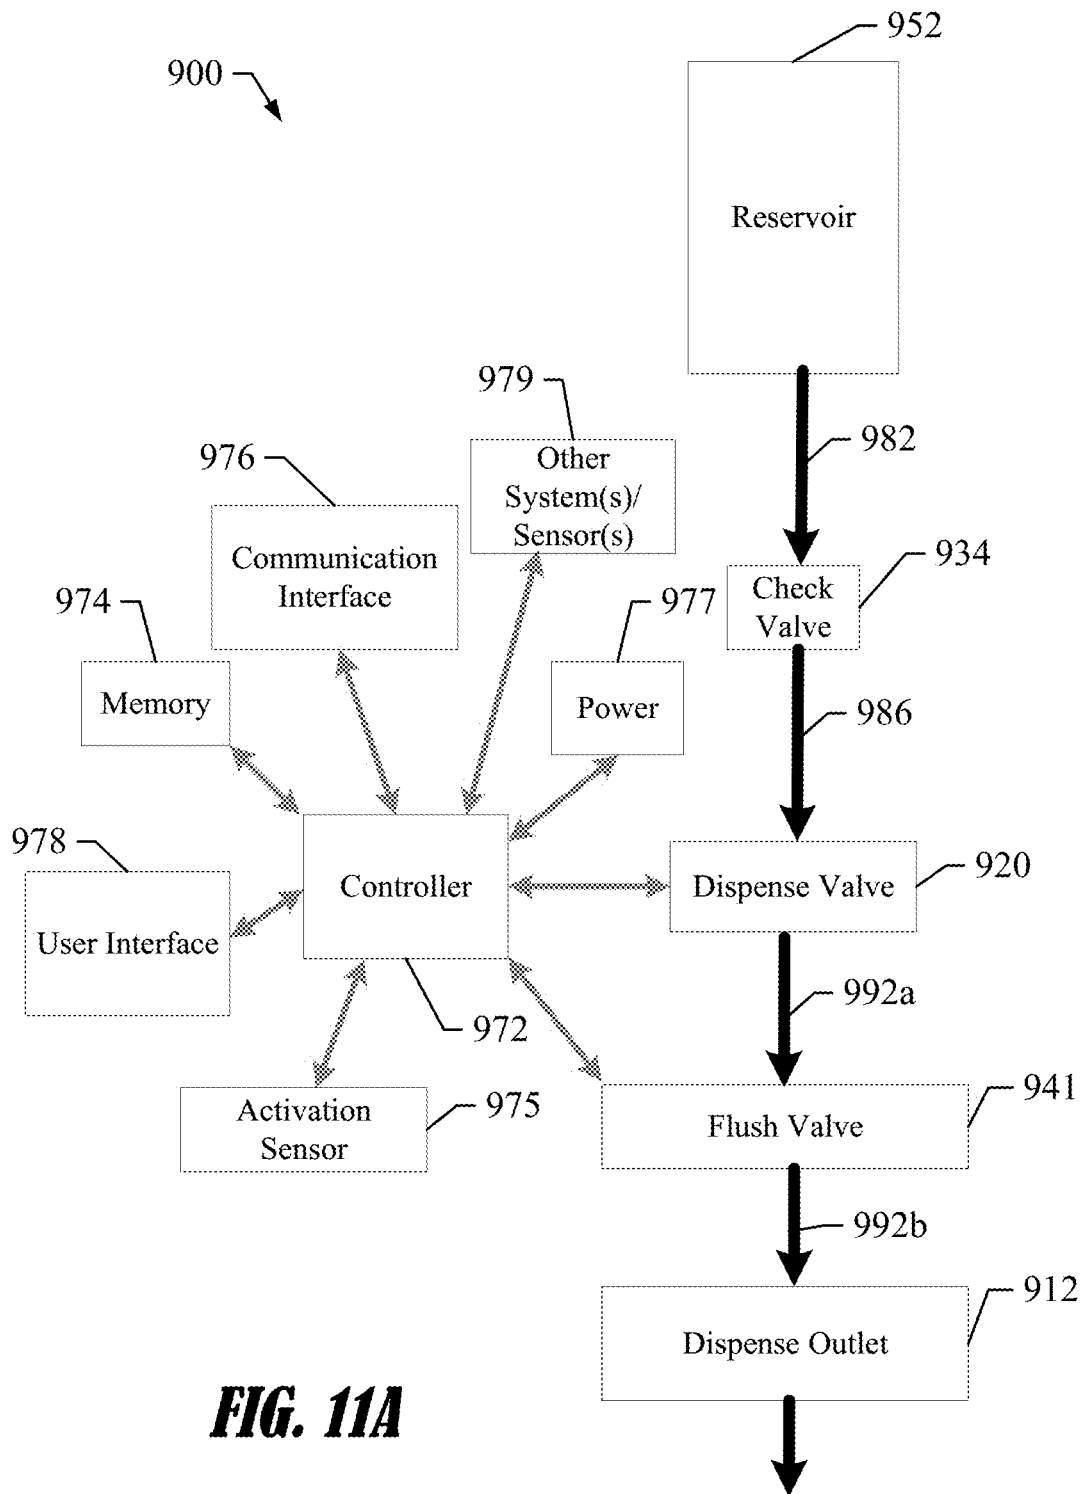 952
900
Reservoir
979
982
976
Other
System(s)/
Sensor(s)
934
Communication
Interface
Check
Valve
974
977
Memory
Power
986
978
Controller
Dispense Valve
920
User Interface
992a
972
Activation
Sensor
975
941
Flush Valve
992b
912
Dispense Outlet
FIG. 11A